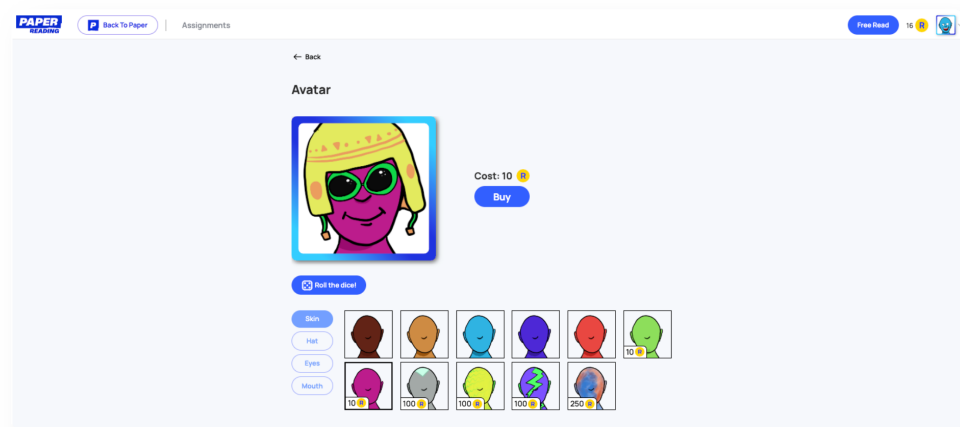 PAPER
READING
P Back To Paper
Assignments
Free Read
16 R
← Back
Avatar
Cost: 10 R
Buy
Roll the dice!
Skin
Hat
Eyes
Mouth
10 R
10 R
100 R
100 R
100 R
250 R